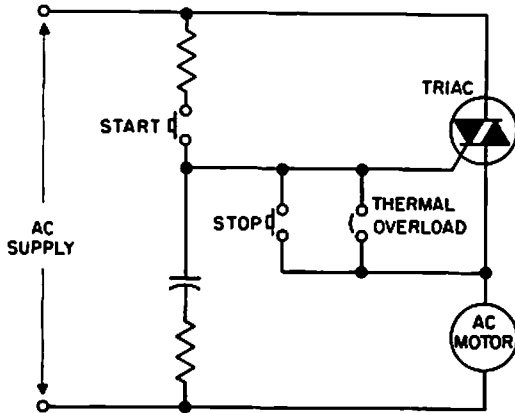 TRIAC
START
STOP
THERMAL
OVERLOAD
AC
SUPPLY
AC
MOTOR